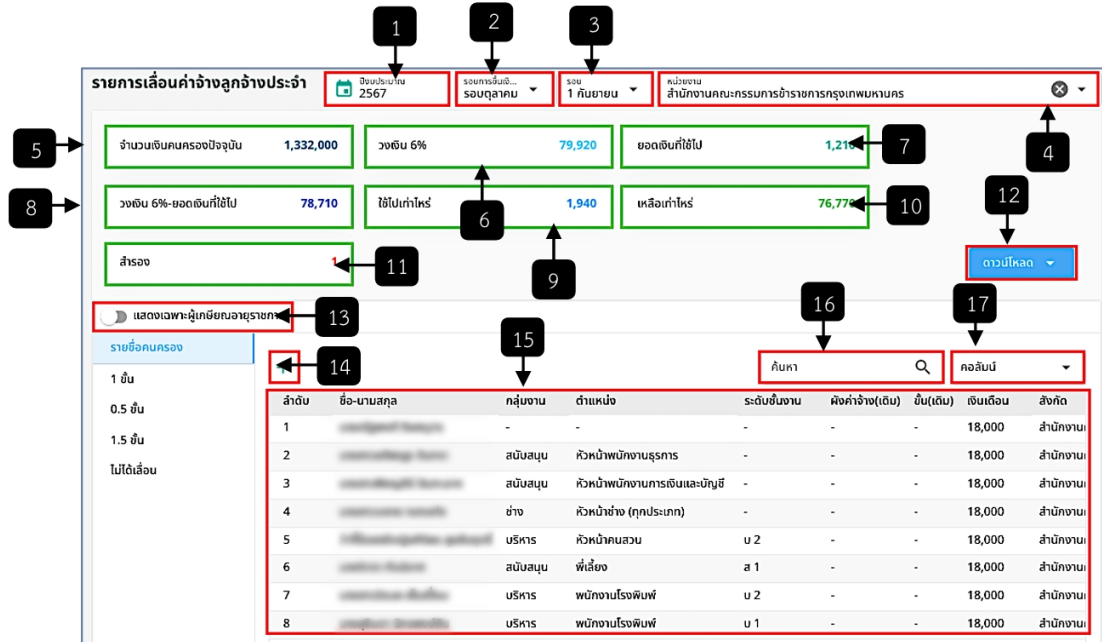 1
2
3
รายการเลื่อนค่าจ้างลูกจ้างประจำ
ปีงบประมาณ
2567
รอบการขึ้นเงิ...
รอบตุลาคม
รอบ
1 กันยายน
หน่วยงาน
สำนักงานคณะกรรมการข้าราชการกรุงเทพมหานคร
5
จำนวนเงินคนครองปัจจุบัน 1,332,000
วงเงิน 6% 79,920
ยอดเงินที่ใช้ไป
7
4
8
วงเงิน 6%-ยอดเงินที่ใช้ไป 78,710
6
ใช้ไปเท่าไหร่ 1,940
เหลือเท่าไหร่
10
12
สำรอง 1
11
9
ดาวน์โหลด
แสดงเฉพาะผู้เกษียณอายุ
13
16
17
รายชื่อคนครอง
14
15
ค้นหา
คอลัมน์
1 ขั้น
0.5 ขั้น
1.5 ขั้น
ไม่ได้เลื่อน
ลำดับ ชื่อ-นามสกุล กลุ่มงาน ตำแหน่ง ระดับชั้นงาน ผังค่าจ้าง(เดิม) ขั้น(เดิม) เงินเดือน สังกัด
1 - - - - - 18,000 สำนักงาน
2 สนับสนุน หัวหน้าพนักงานธุรการ - - - 18,000 สำนักงาน
3 สนับสนุน หัวหน้าพนักงานการเงินและบัญชี - - - 18,000 สำนักงาน
4 ช่าง หัวหน้าช่าง (ทุกประเภท) - - - 18,000 สำนักงาน
5 บริหาร หัวหน้าคนสวน บ 2 - - 18,000 สำนักงาน
6 สนับสนุน พี่เลี้ยง ส 1 - - 18,000 สำนักงาน
7 บริหาร พนักงานโรงพิมพ์ บ 2 - - 18,000 สำนักงาน
8 บริหาร พนักงานโรงพิมพ์ บ 1 - - 18,000 สำนักงาน